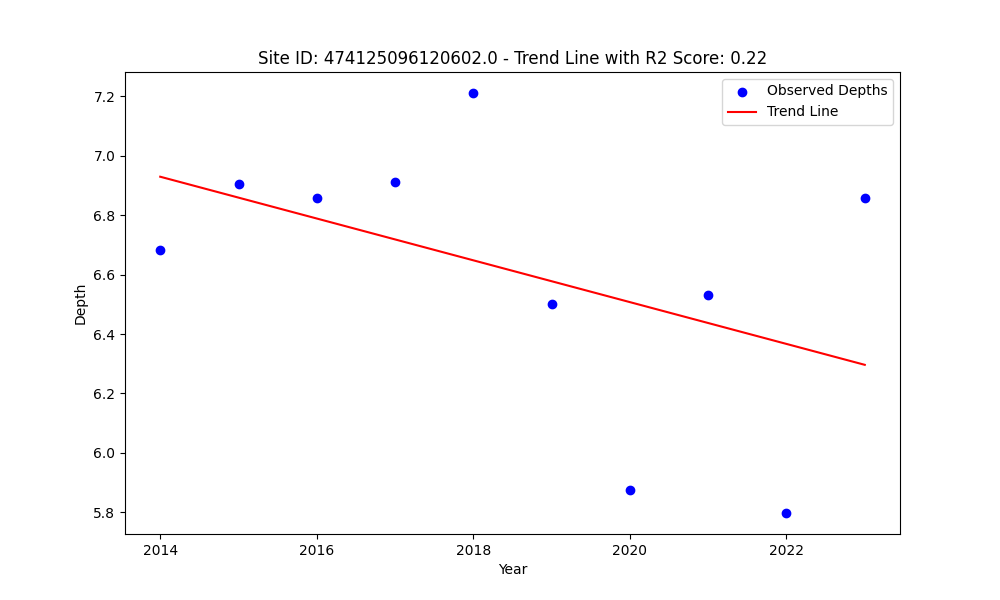 Site ID: 474125096120602.0 - Trend Line with R2 Score: 0.22
Observed Depths
Trend Line
7.2
7.0
6.8
6.6
6.4
6.2
6.0
5.8
Depth
2014 2016 2018 2020 2022
Year